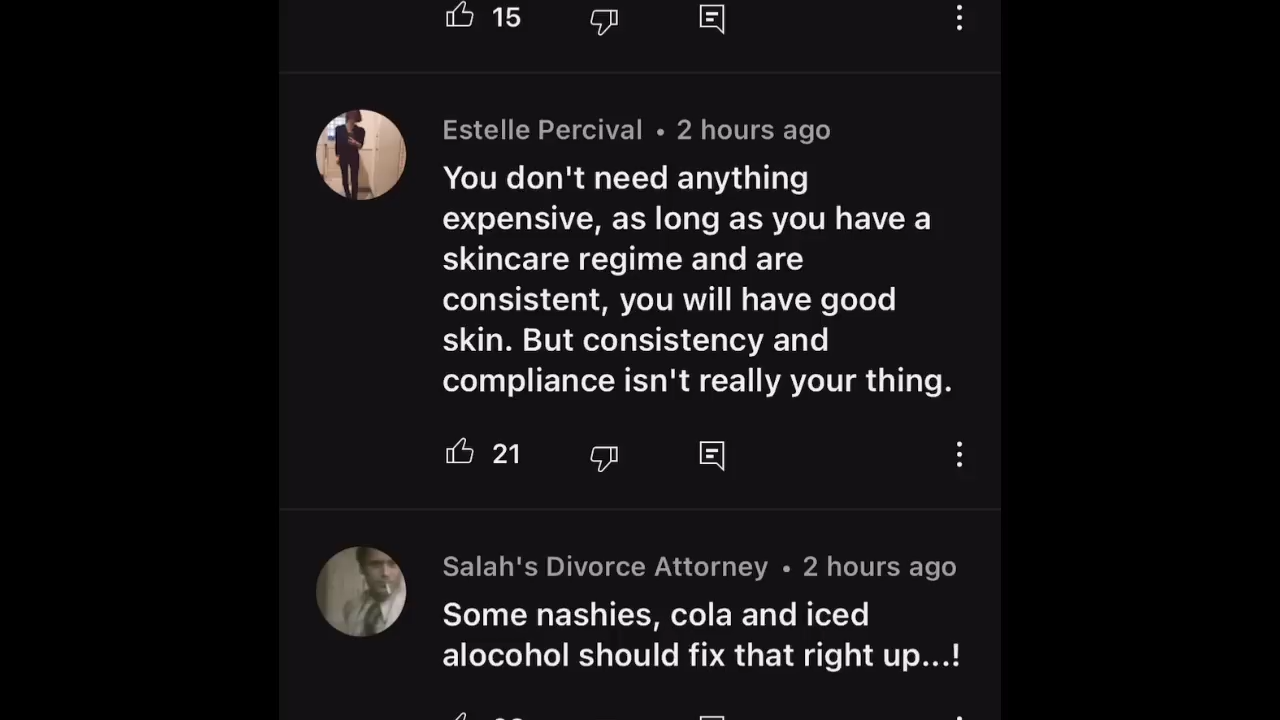 15
Estelle Percival • 2 hours ago
You don't need anything
expensive, as long as you have a
skincare regime and are
consistent, you will have good
skin. But consistency and
compliance isn't really your thing.
21
Salah's Divorce Attorney • 2 hours ago
Some nashies, cola and iced
alocohol should fix that right up...!